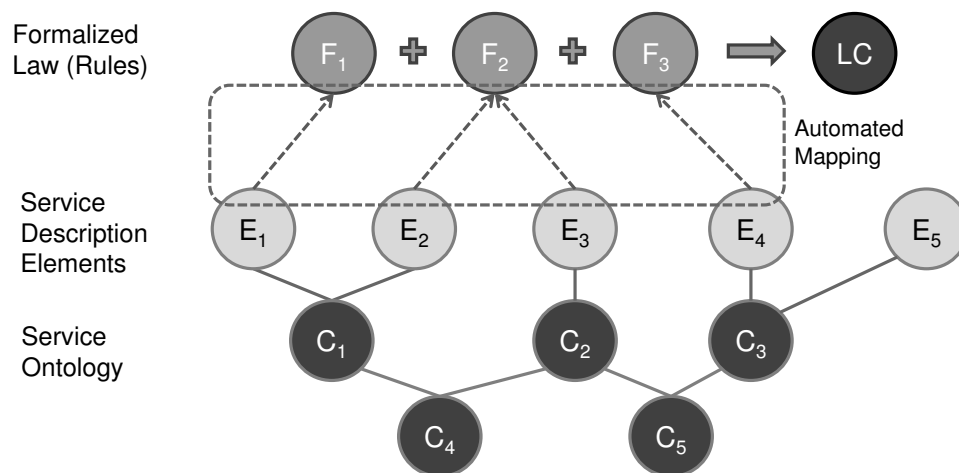 Formalized
Law (Rules)
F₁ + F₂ + F₃ LC
Automated
Mapping
Service
Description
Elements
E₁ E₂ E₃ E₄ E₅
Service
Ontology
C₁ C₂ C₃
C₄ C₅